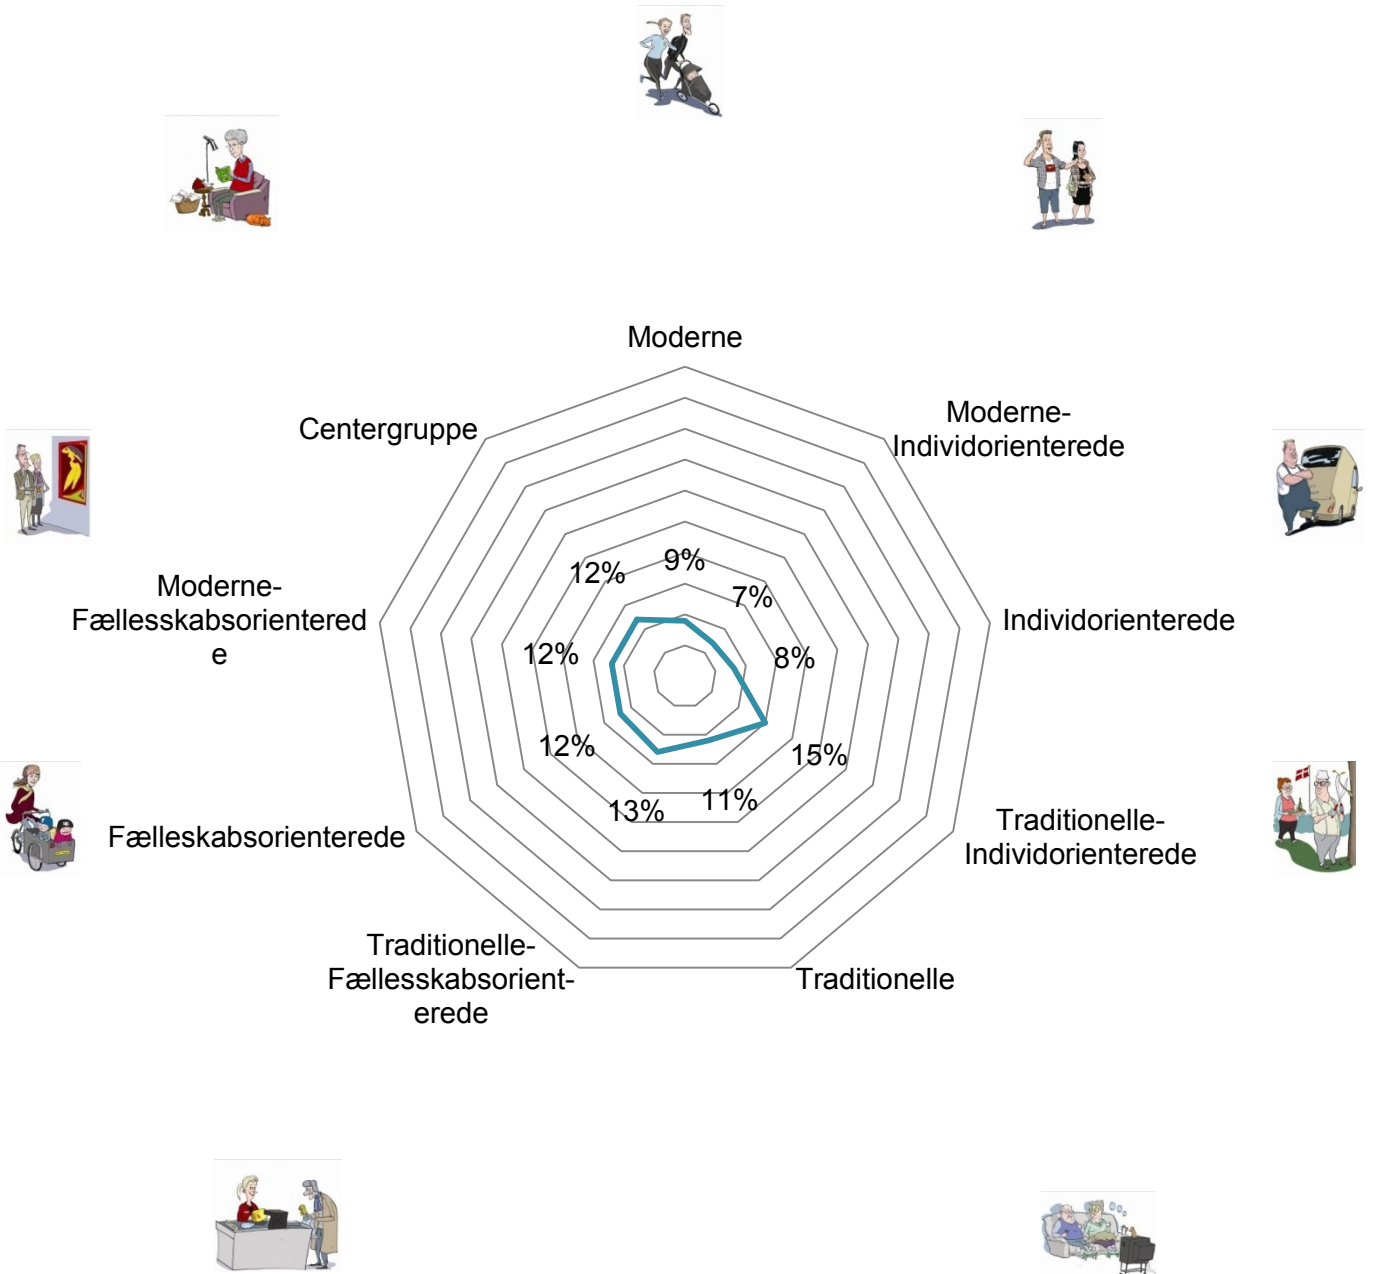 Moderne
Moderne-
Individorienterede
Centergruppe
9%
12%
7%
Moderne-
Fællesskabsorientered
e
Individorienterede
12%
8%
12%
15%
13%
11%
Fælleskabsorienterede
Traditionelle-
Individorienterede
Traditionelle-
Fællesskabsorient-
erede
Traditionelle